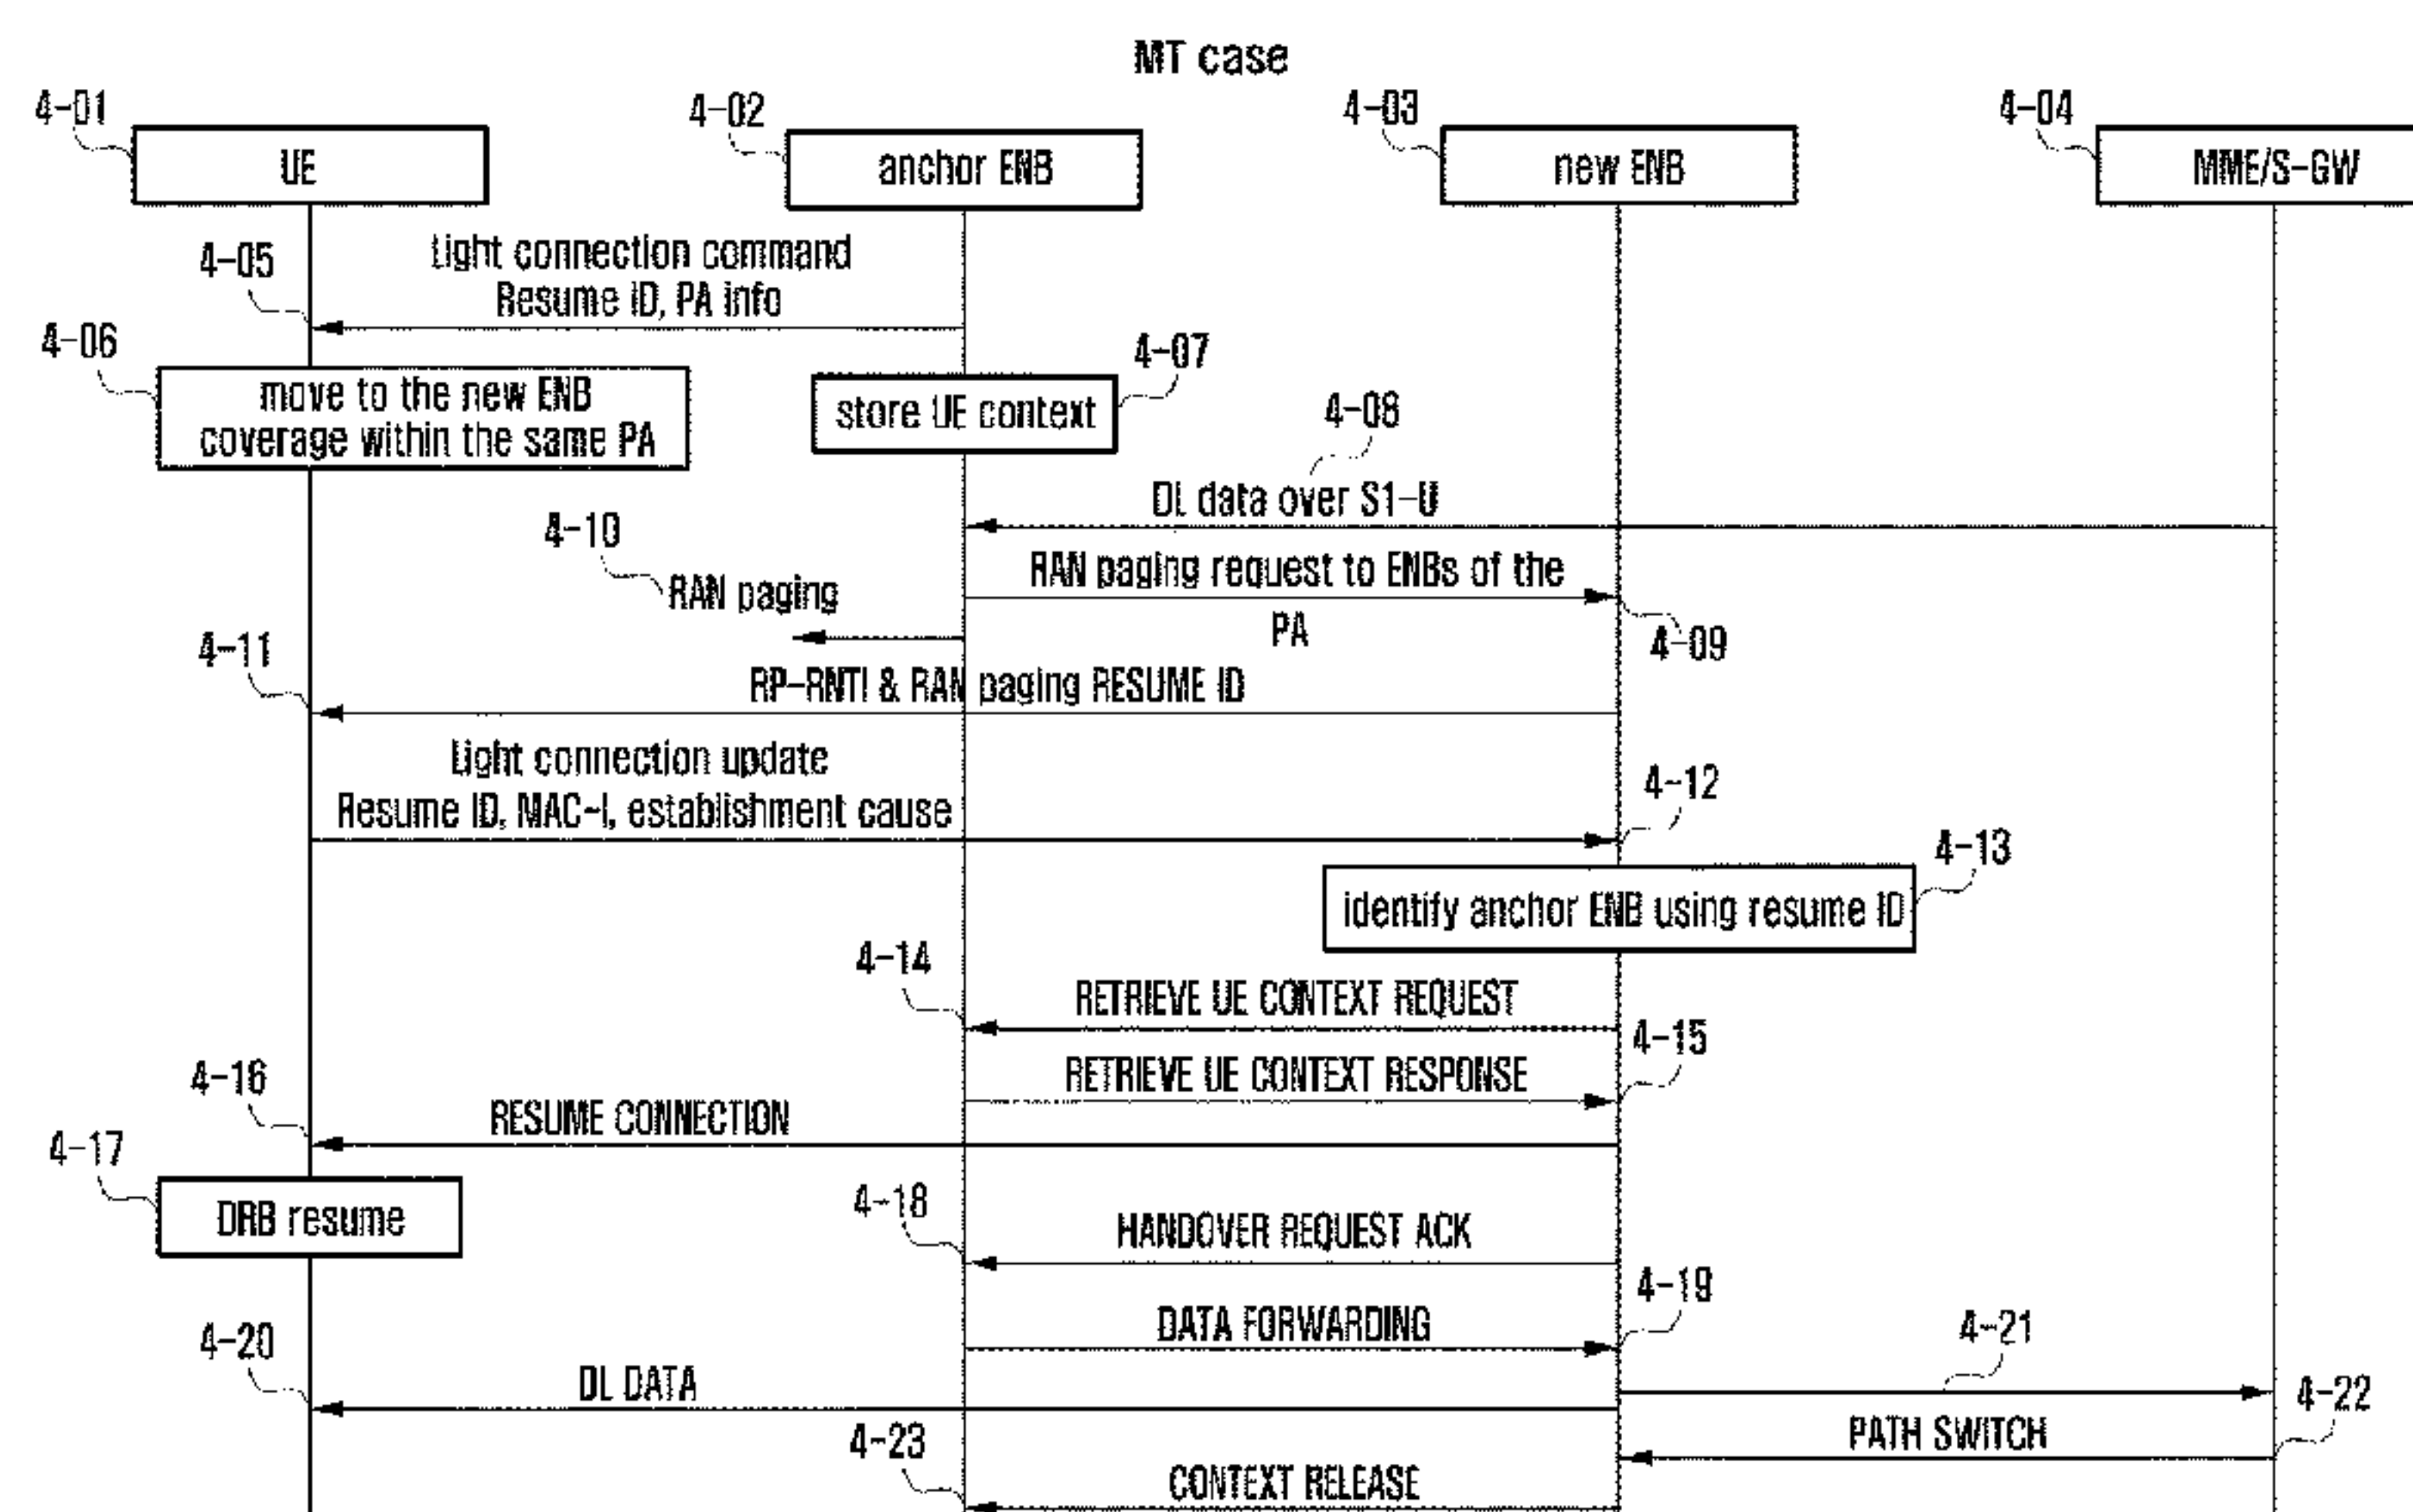 MT case
4-01
4-02
4-03
4-04
UE
anchor ENB
new ENB
MME/S-GW
4-05
Light connection command
Resume ID, PA info
4-06
move to the new ENB
coverage within the same PA
4-07
store UE context
4-08
DL data over S1-U
4-10
RAN paging
RAN paging request to ENBs of the
PA
4-09
4-11
RP-RNTI & RAN paging RESUME ID
Light connection update
Resume ID, MAC-I, establishment cause
4-12
4-13
identify anchor ENB using resume ID
4-14
RETRIEVE UE CONTEXT REQUEST
4-15
RETRIEVE UE CONTEXT RESPONSE
4-16
RESUME CONNECTION
4-17
DRB resume
4-18
HANDOVER REQUEST ACK
4-19
DATA FORWARDING
4-20
DL DATA
4-21
4-22
PATH SWITCH
4-23
CONTEXT RELEASE